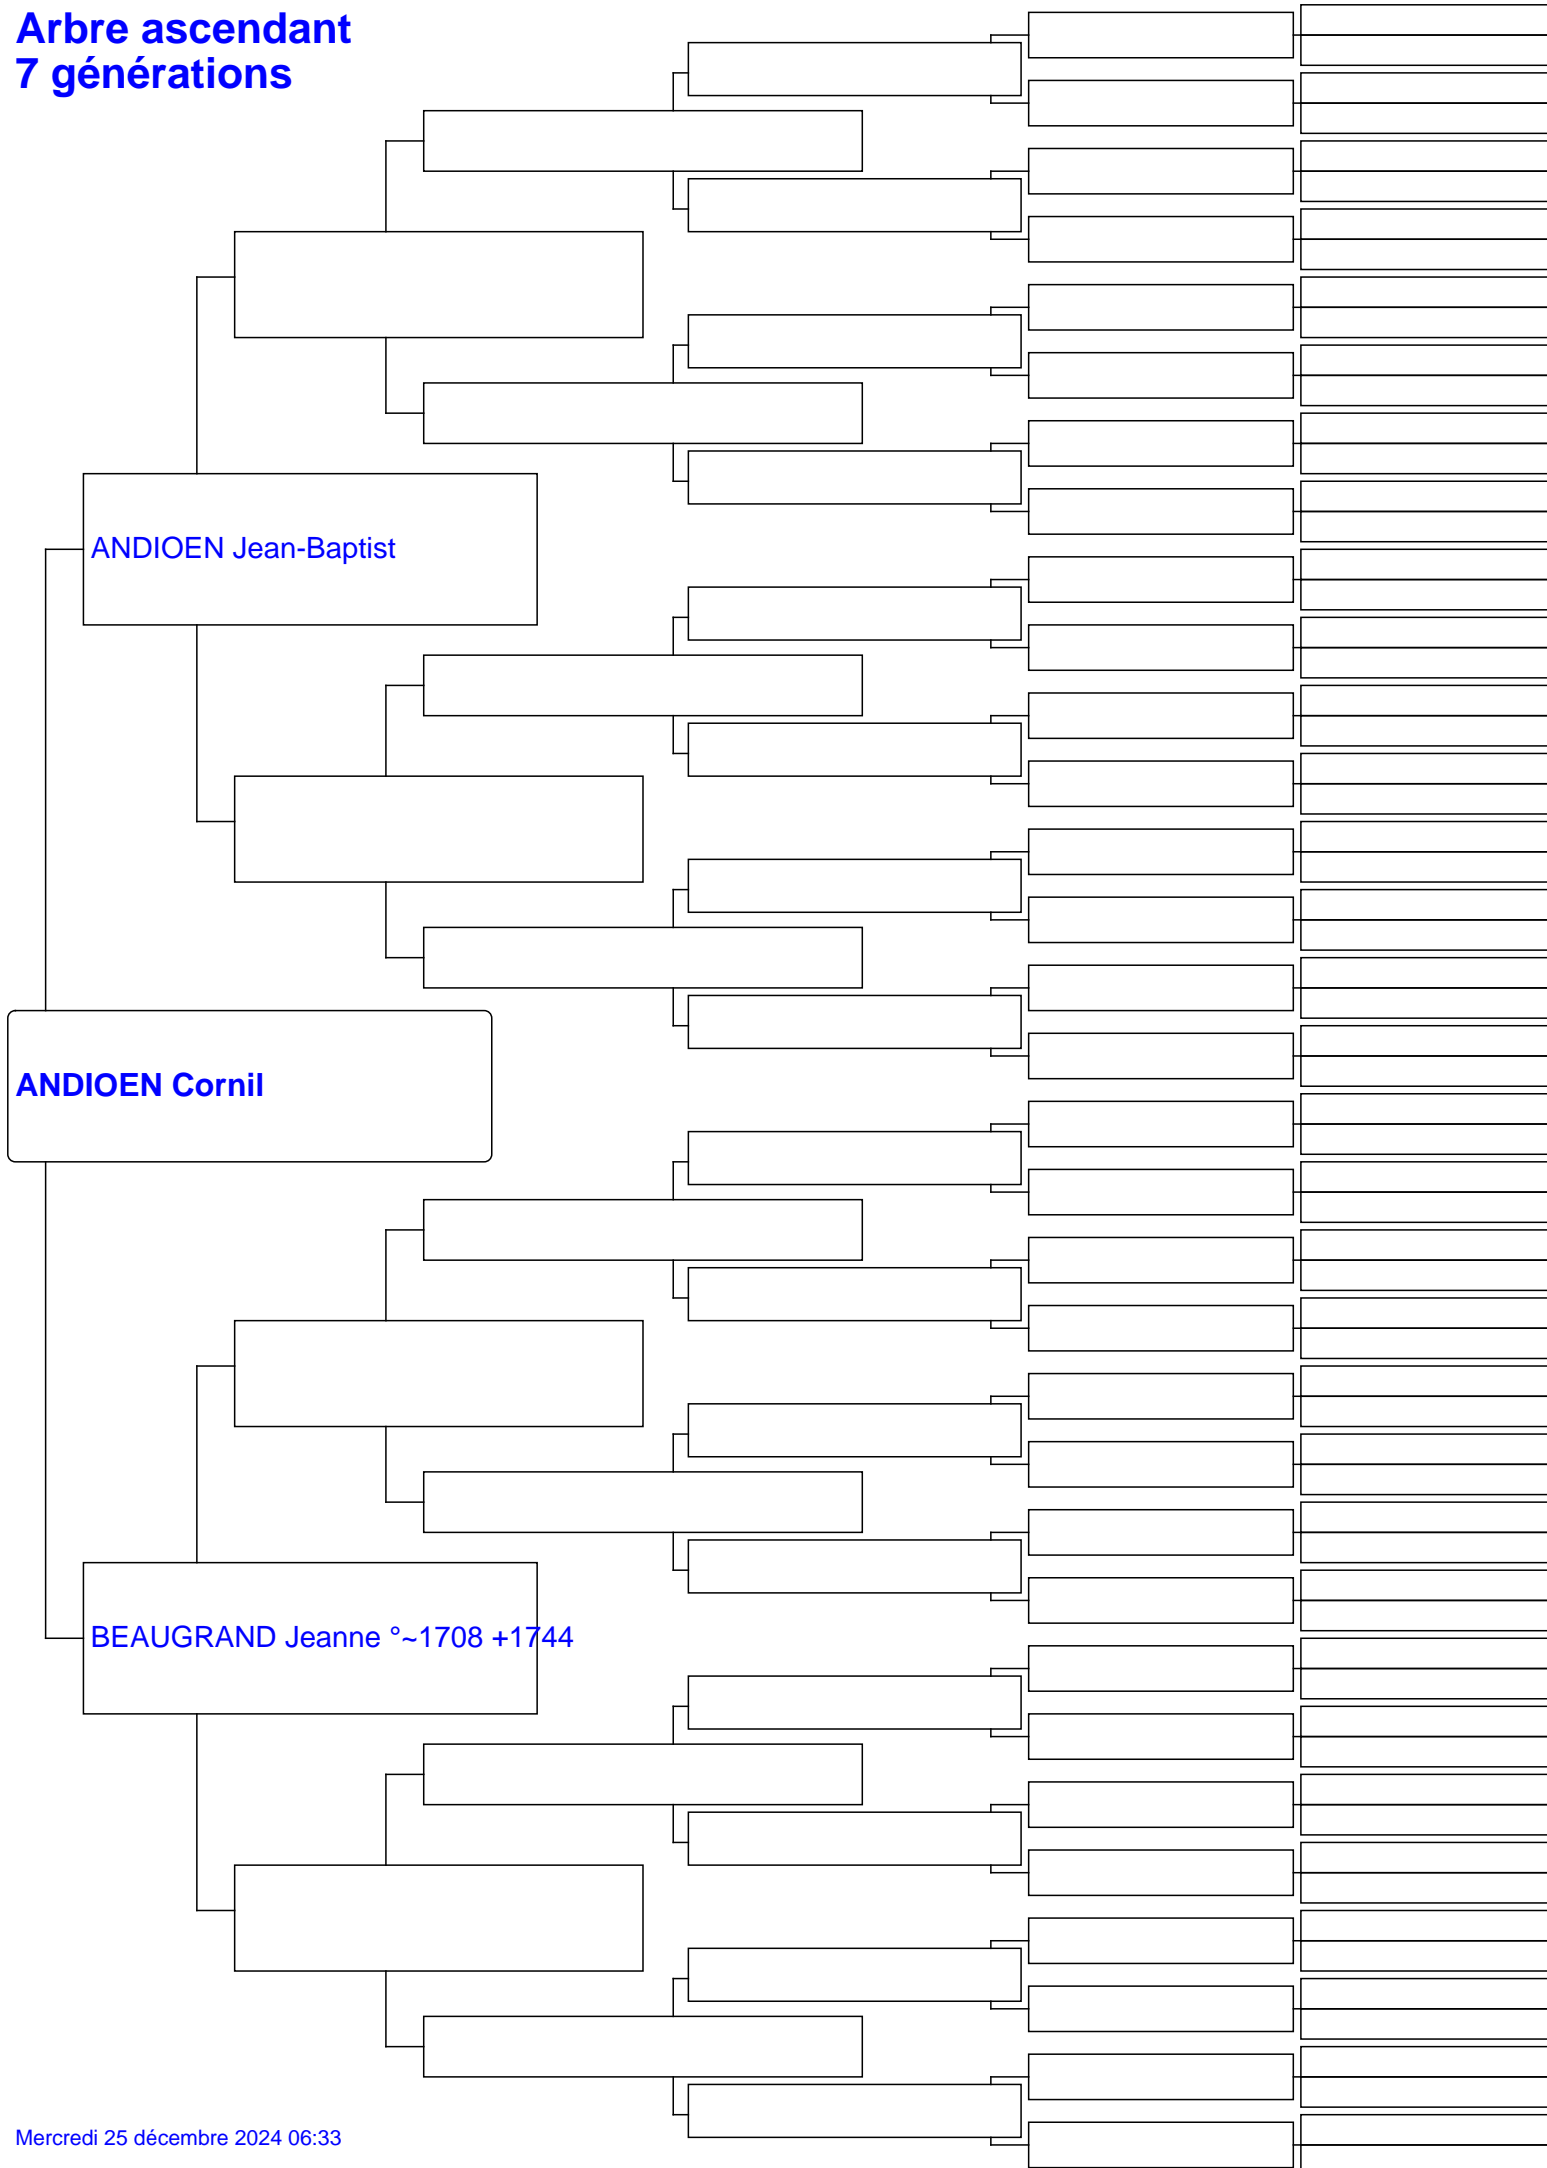 Arbre ascendant
7 générations
ANDIOEN Jean-Baptist
ANDIOEN Cornil
BEAUGRAND Jeanne °~1708 +1744
Mercredi 25 décembre 2024 06:33